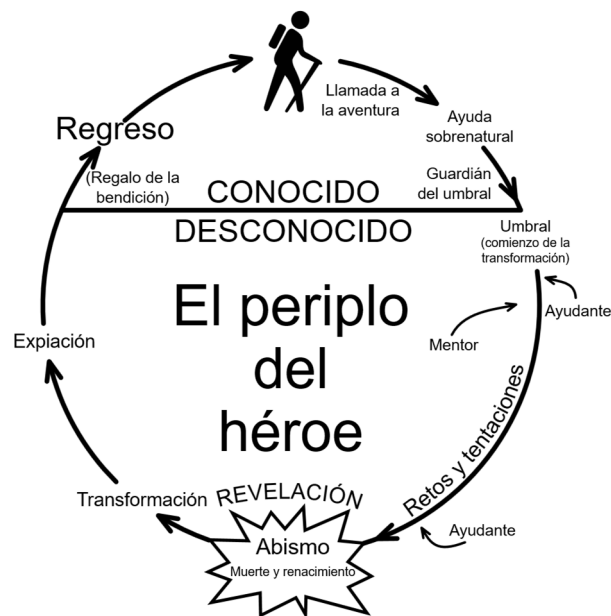 Llamada a
la aventura
Ayuda
sobrenatural
Guardián
del umbral
Regreso
(Regalo de la
bendición)
CONOCIDO
DESCONOCIDO
Umbral
(comienzo de la
transformación)
Ayudante
Mentor
El periplo
del
héroe
Retos y tentaciones
Ayudante
REVELACIÓN
Abismo
Muerte y renacimiento
Transformación
Expiación